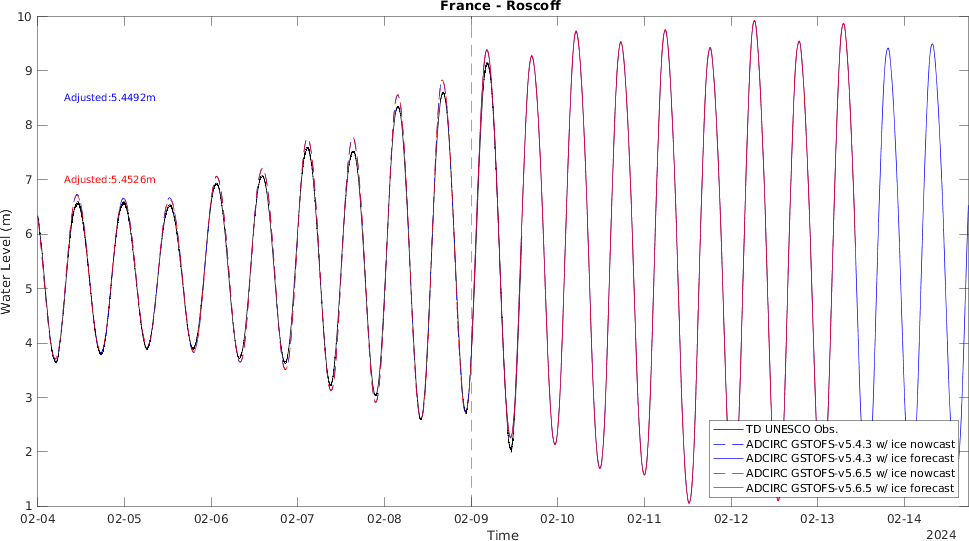 France - Roscoff
10
9
8
7
6
5
4
3
2
1
Water Level (m)
Adjusted:5.4492m
Adjusted:5.4526m
TD UNESCO Obs.
ADCIRC GSTOFS-v5.4.3 w/ ice nowcast
ADCIRC GSTOFS-v5.4.3 w/ ice forecast
ADCIRC GSTOFS-v5.6.5 w/ ice nowcast
ADCIRC GSTOFS-v5.6.5 w/ ice forecast
02-04 02-05 02-06 02-07 02-08 02-09 02-10 02-11 02-12 02-13 02-14
Time
2024